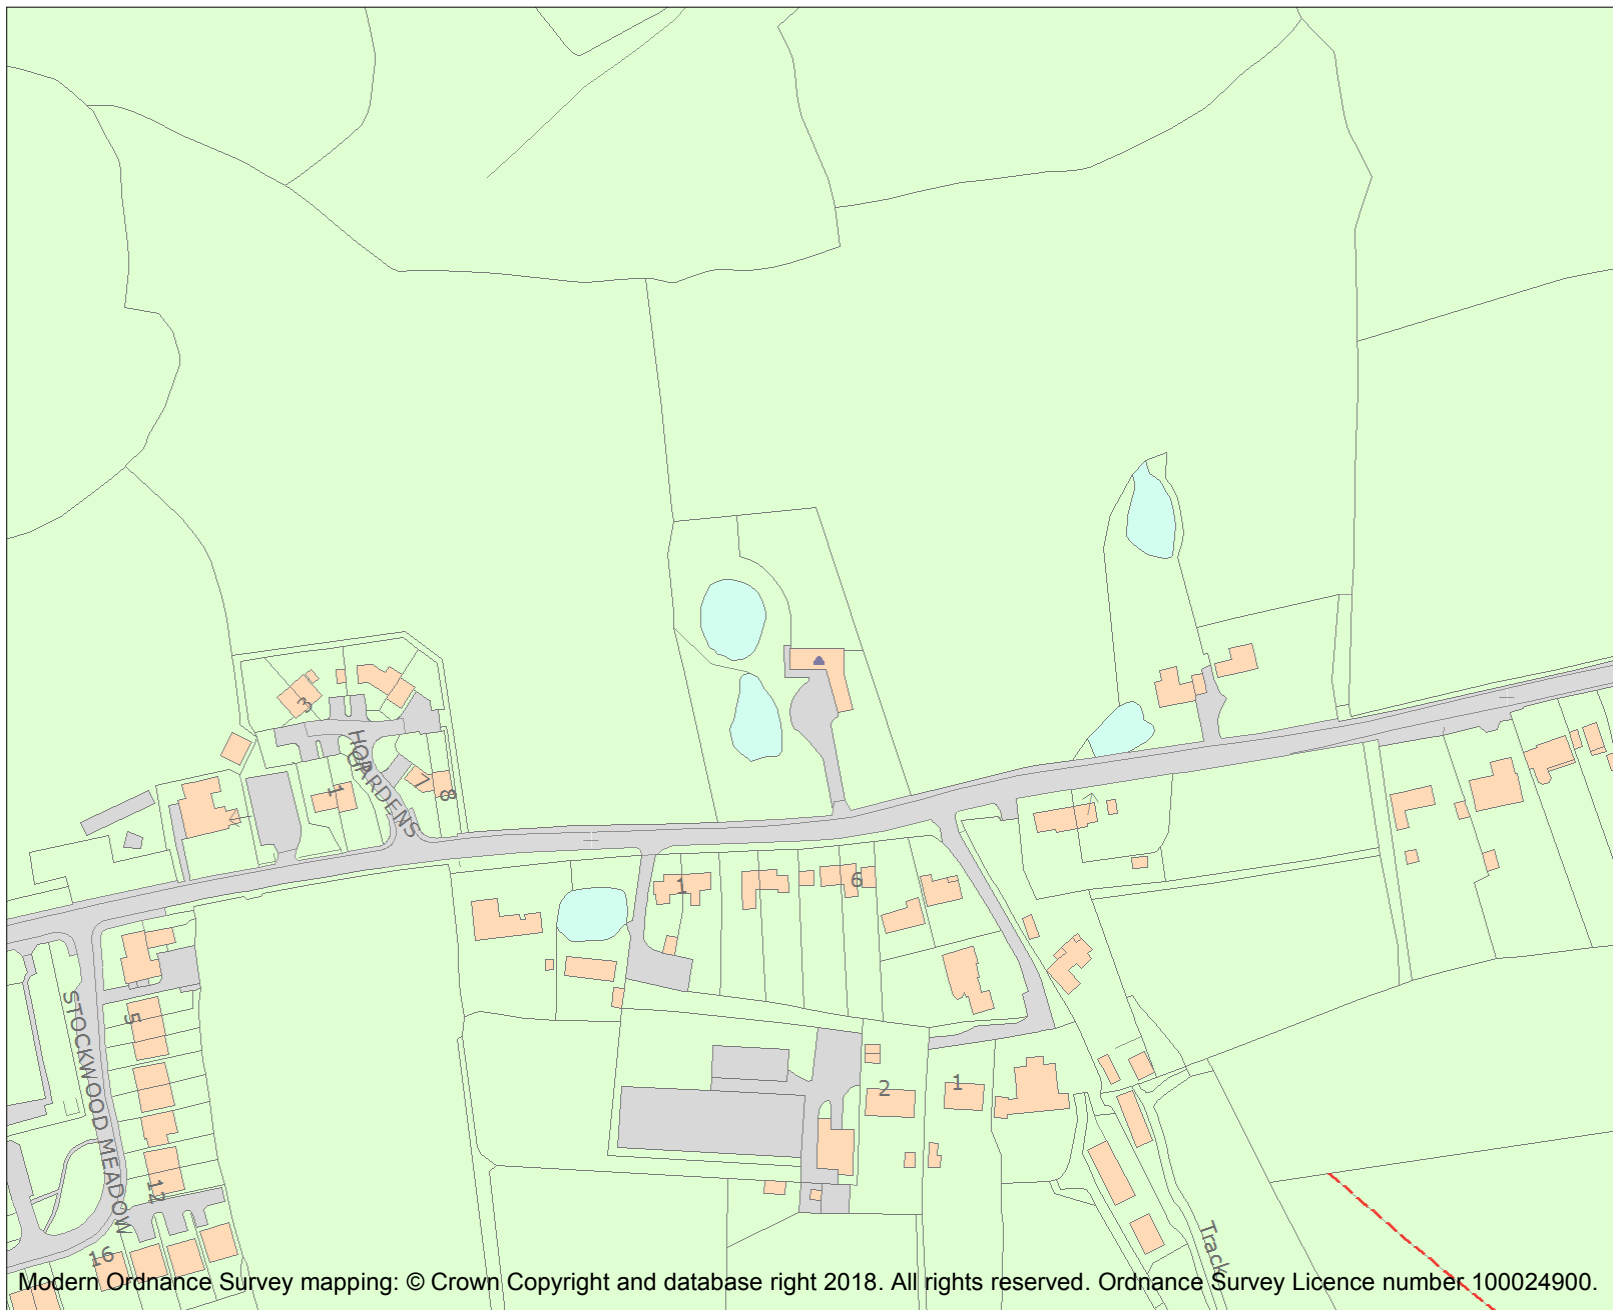 3
HOP
GARDENS
1
7
8
1
6
STOCKWOOD MEADOW
5
2
1
12
16
Track
Modern Ordnance Survey mapping: © Crown Copyright and database right 2018. All rights reserved. Ordnance Survey Licence number 100024900.